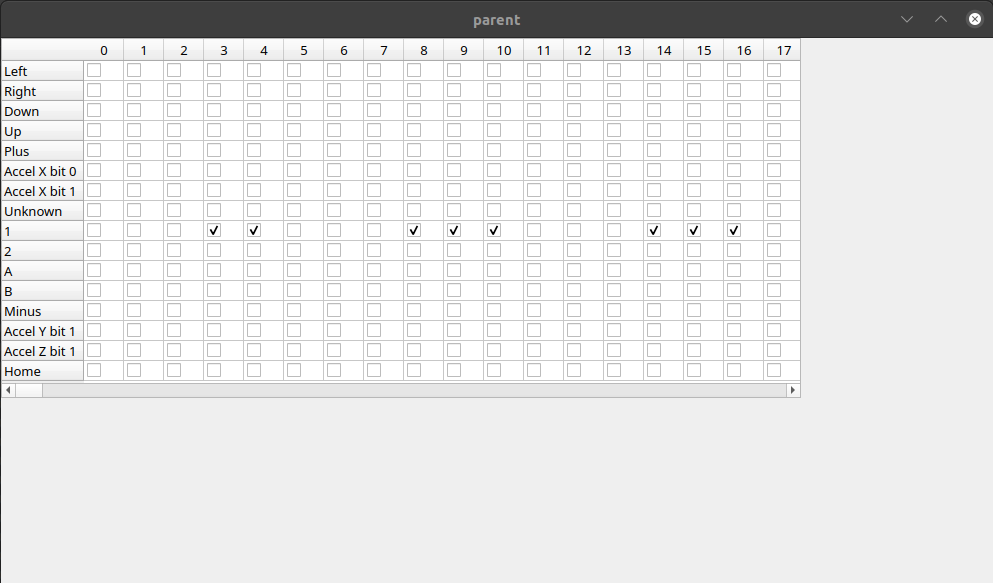 parent
0 1 2 3 4 5 6 7 8 9 10 11 12 13 14 15 16 17
Left
Right
Down
Up
Plus
Accel X bit 0
Accel X bit 1
Unknown
1
2
A
B
Minus
Accel Y bit 1
Accel Z bit 1
Home